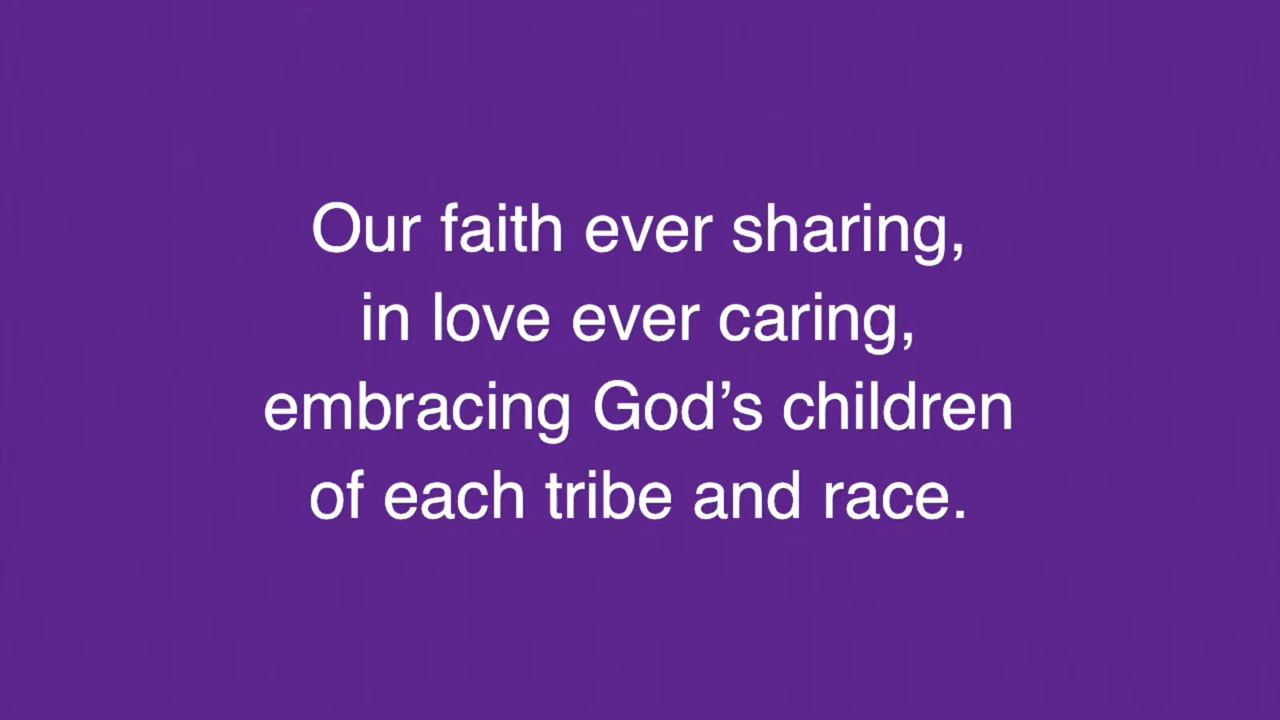 Our faith ever sharing,
in love ever caring,
embracing God’s children
of each tribe and race.